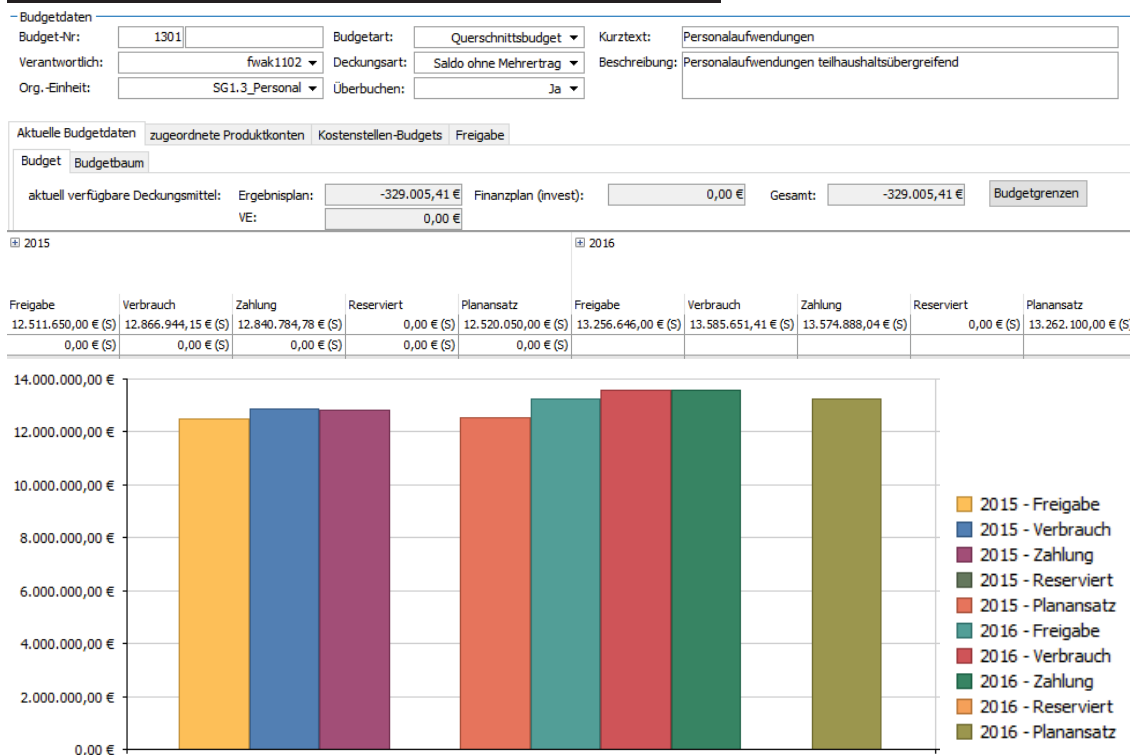 Budgetdaten
Budget-Nr: 1301 Budgetart: Querschnittsbudget Kurztext: Personalaufwendungen
Verantwortlich: fwak1102 Deckungsart: Saldo ohne Mehrertrag Beschreibung: Personalaufwendungen teilhaushaltsübergreifend
Org.-Einheit: SG1.3_Personal Überbuchen: Ja
Aktuelle Budgetdaten zugeordnete Produktkonten Kostenstellen-Budgets Freigabe
Budget Budgetbaum
aktuell verfügbare Deckungsmittel: Ergebnisplan: -329.005,41 € Finanzplan (invest): 0,00 € Gesamt: -329.005,41 € Budgetgrenzen
VE: 0,00 €
2015 2016
Freigabe Verbrauch Zahlung Reserviert Planansatz Freigabe Verbrauch Zahlung Reserviert Planansatz
12.511.650,00 € (S) 12.866.944,15 € (S) 12.840.784,78 € (S) 0,00 € (S) 12.520.050,00 € (S) 13.256.646,00 € (S) 13.585.651,41 € (S) 13.574.888,04 € (S) 0,00 € (S) 13.262.100,00 € (S)
0,00 € (S) 0,00 € (S) 0,00 € (S) 0,00 € (S) 0,00 € (S)
14.000.000,00 €
12.000.000,00 €
10.000.000,00 €
8.000.000,00 €
6.000.000,00 €
4.000.000,00 €
2.000.000,00 €
0,00 €
2015 - Freigabe
2015 - Verbrauch
2015 - Zahlung
2015 - Reserviert
2015 - Planansatz
2016 - Freigabe
2016 - Verbrauch
2016 - Zahlung
2016 - Reserviert
2016 - Planansatz